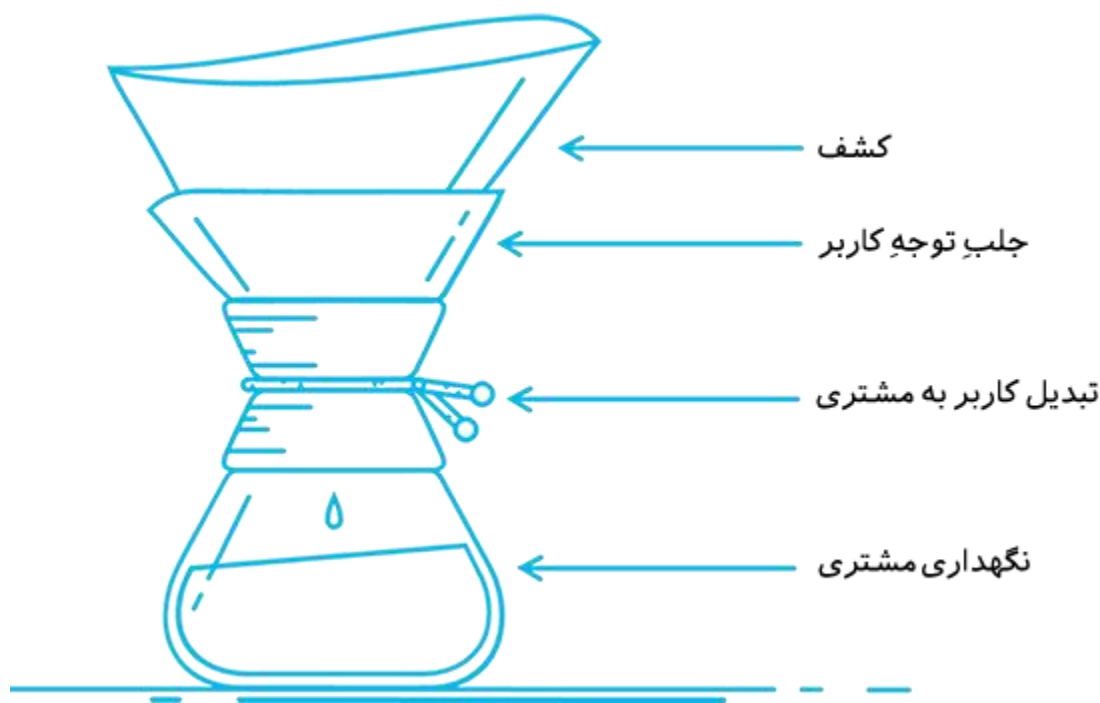 کشف
جلبِ توجهِ کاربر
تبدیل کاربر به مشتری
نگهداری مشتری